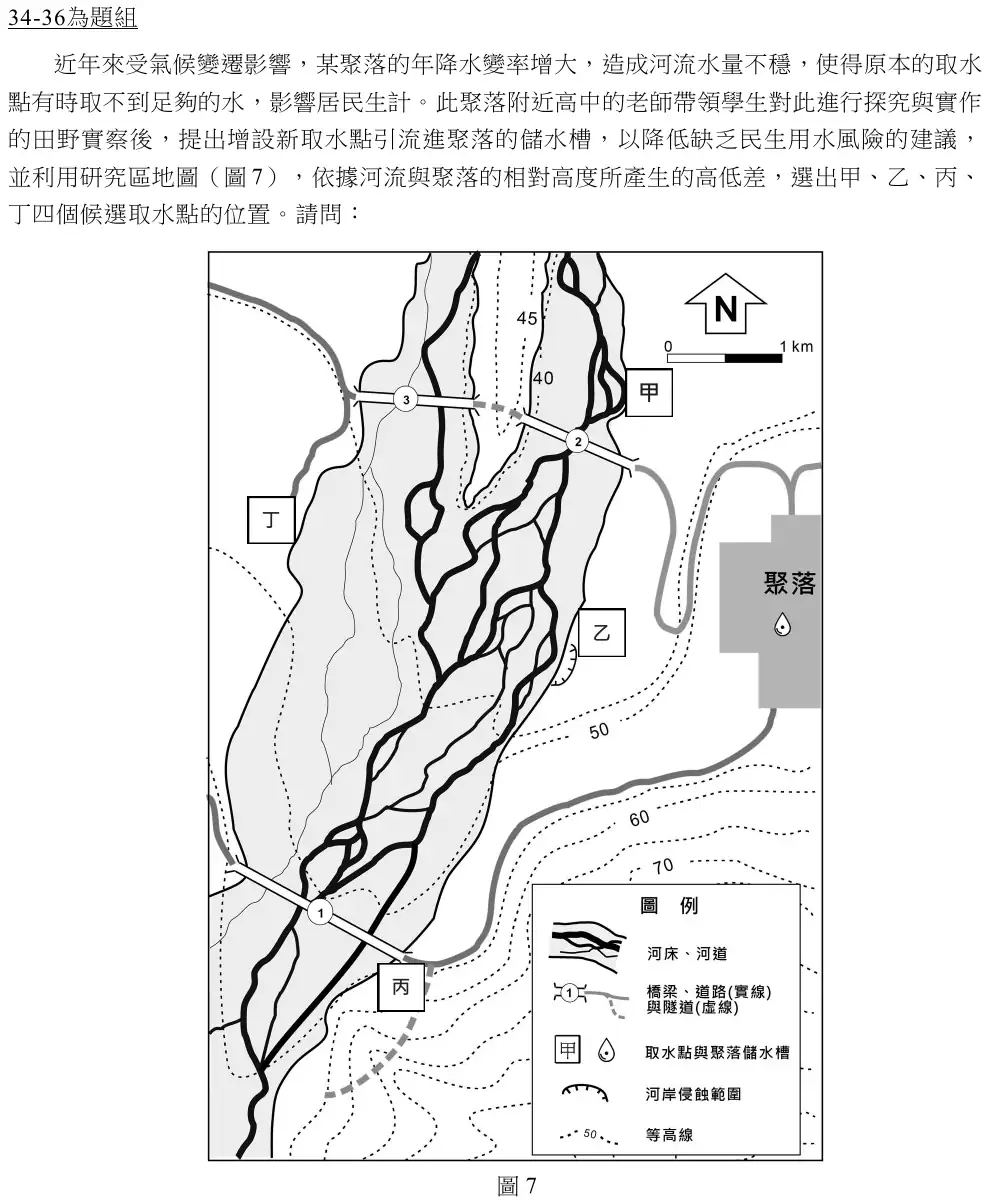 34-36為題組
近年來受氣候變遷影響，某聚落的年降水變率增大，造成河流水量不穩，使得原本的取水
點有時取不到足夠的水，影響居民生計。此聚落附近高中的老師帶領學生對此進行探究與實作
的田野實察後，提出增設新取水點引流進聚落的儲水槽，以降低缺乏民生用水風險的建議，
並利用研究區地圖（圖7），依據河流與聚落的相對高度所產生的高低差，選出甲、乙、丙、
丁四個候選取水點的位置。請問：
N
45
0 1 km
40
甲
3
2
丁
聚落
乙
50
60
70
1
丙
圖 例
河床、河道
1
橋梁、道路(實線)
與隧道(虛線)
甲
取水點與聚落儲水槽
河岸侵蝕範圍
50
等高線
圖 7